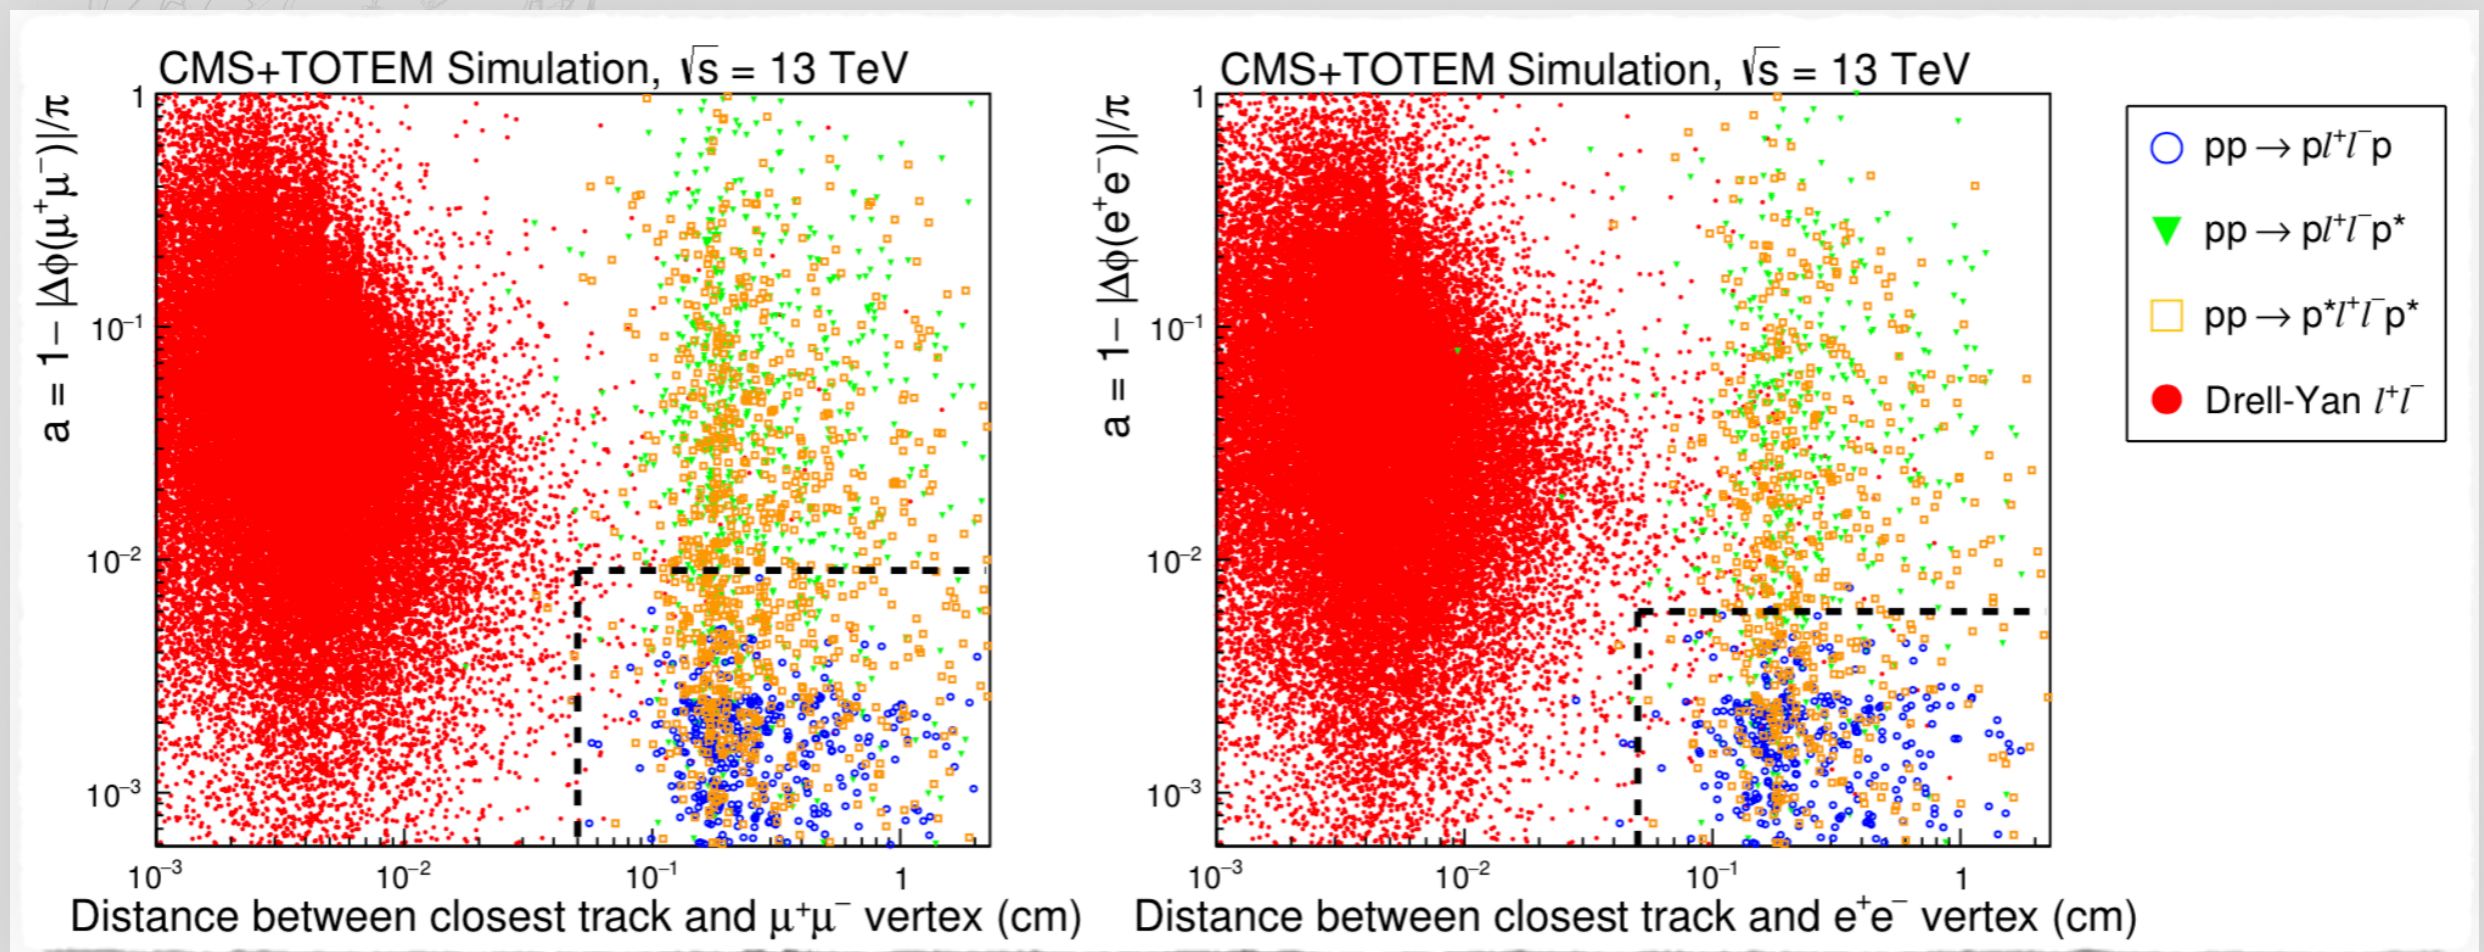 CMS+TOTEM Simulation, √s = 13 TeV
a = 1− |Δϕ(μ⁺μ⁻)|/π
1
10⁻¹
10⁻²
10⁻³
10⁻³ 10⁻² 10⁻¹ 1
Distance between closest track and μ⁺μ⁻ vertex (cm)
CMS+TOTEM Simulation, √s = 13 TeV
a = 1− |Δϕ(e⁺e⁻)|/π
1
10⁻¹
10⁻²
10⁻³
10⁻³ 10⁻² 10⁻¹ 1
Distance between closest track and e⁺e⁻ vertex (cm)
pp → pl⁺l⁻p
pp → pl⁺l⁻p*
pp → p*l⁺l⁻p*
Drell-Yan l⁺l⁻